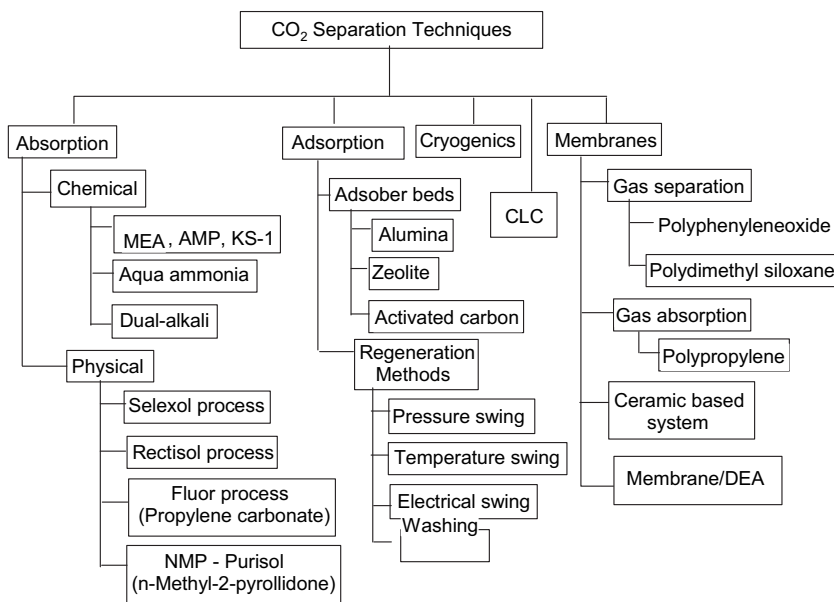 CO2 Separation Techniques
Absorption
Chemical
MEA, AMP, KS-1
Aqua ammonia
Dual-alkali
Physical
Selexol process
Rectisol process
Fluor process
(Propylene carbonate)
NMP - Purisol
(n-Methyl-2-pyrollidone)
Adsorption
Adsober beds
Alumina
Zeolite
Activated carbon
Regeneration
Methods
Pressure swing
Temperature swing
Electrical swing
Washing
Cryogenics
CLC
Membranes
Gas separation
Polyphenyleneoxide
Polydimethyl siloxane
Gas absorption
Polypropylene
Ceramic based
system
Membrane/DEA